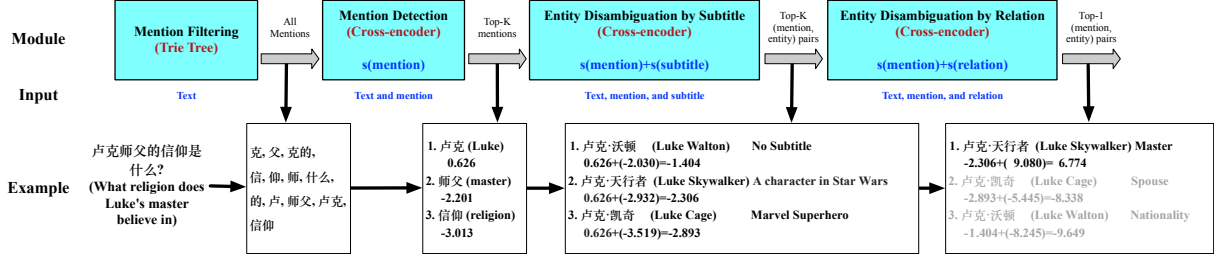 Module
Mention Filtering
(Trie Tree)
All
Mentions
Mention Detection
(Cross-encoder)
s(mention)
Top-K
mentions
Entity Disambiguation by Subtitle
(Cross-encoder)
s(mention)+s(subtitle)
Top-K
(mention,
entity) pairs
Entity Disambiguation by Relation
(Cross-encoder)
s(mention)+s(relation)
Top-1
(mention,
entity) pairs
Input
Text
Text and mention
Text, mention, and subtitle
Text, mention, and relation
Example
卢克师父的信仰是
什么?
(What religion does
Luke's master
believe in)
克, 父, 克的,
信, 仰, 师, 什么,
的, 卢, 师父, 卢克,
信仰
1. 卢克 (Luke)
0.626
2. 师父 (master)
-2.201
3. 信仰 (religion)
-3.013
1. 卢克·沃顿 (Luke Walton) No Subtitle
0.626+(-2.030)=-1.404
2. 卢克·天行者 (Luke Skywalker) A character in Star Wars
0.626+(-2.932)=-2.306
3. 卢克·凯奇 (Luke Cage) Marvel Superhero
0.626+(-3.519)=-2.893
1. 卢克·天行者 (Luke Skywalker) Master
-2.306+( 9.080)= 6.774
2. 卢克·凯奇 (Luke Cage) Spouse
-2.893+(-5.445)=-8.338
3. 卢克·沃顿 (Luke Walton) Nationality
-1.404+(-8.245)=-9.649